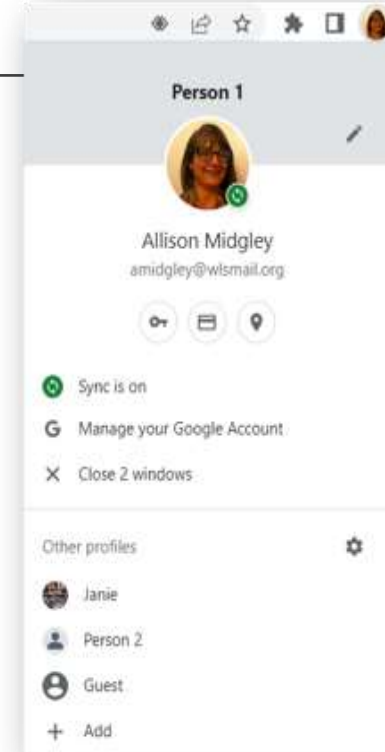 Person 1
Allison Midgley
amidgley@wlsmail.org
Sync is on
G Manage your Google Account
Close 2 windows
Other profiles
Janie
Person 2
Guest
Add